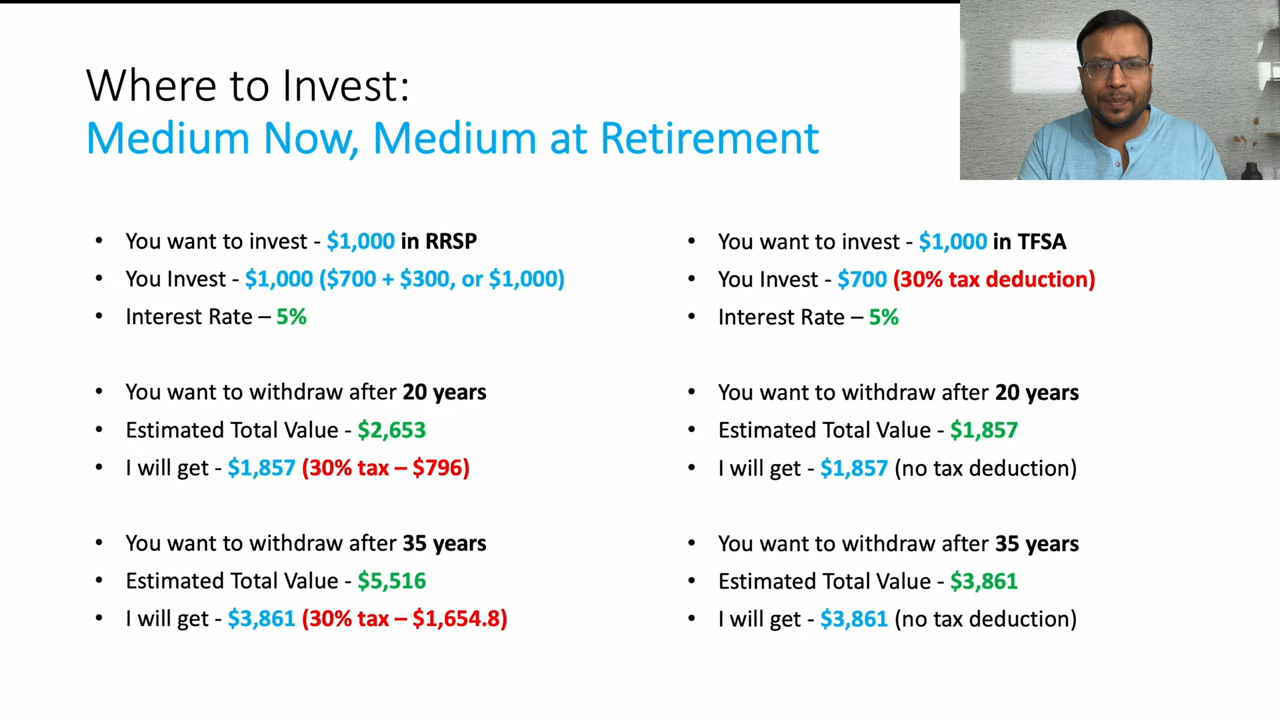 Where to Invest:
Medium Now, Medium at Retirement
• You want to invest - $1,000 in RRSP
• You Invest - $1,000 ($700 + $300, or $1,000)
• Interest Rate – 5%
• You want to withdraw after 20 years
• Estimated Total Value - $2,653
• I will get - $1,857 (30% tax – $796)
• You want to withdraw after 35 years
• Estimated Total Value - $5,516
• I will get - $3,861 (30% tax – $1,654.8)
• You want to invest - $1,000 in TFSA
• You Invest - $700 (30% tax deduction)
• Interest Rate – 5%
• You want to withdraw after 20 years
• Estimated Total Value - $1,857
• I will get - $1,857 (no tax deduction)
• You want to withdraw after 35 years
• Estimated Total Value - $3,861
• I will get - $3,861 (no tax deduction)